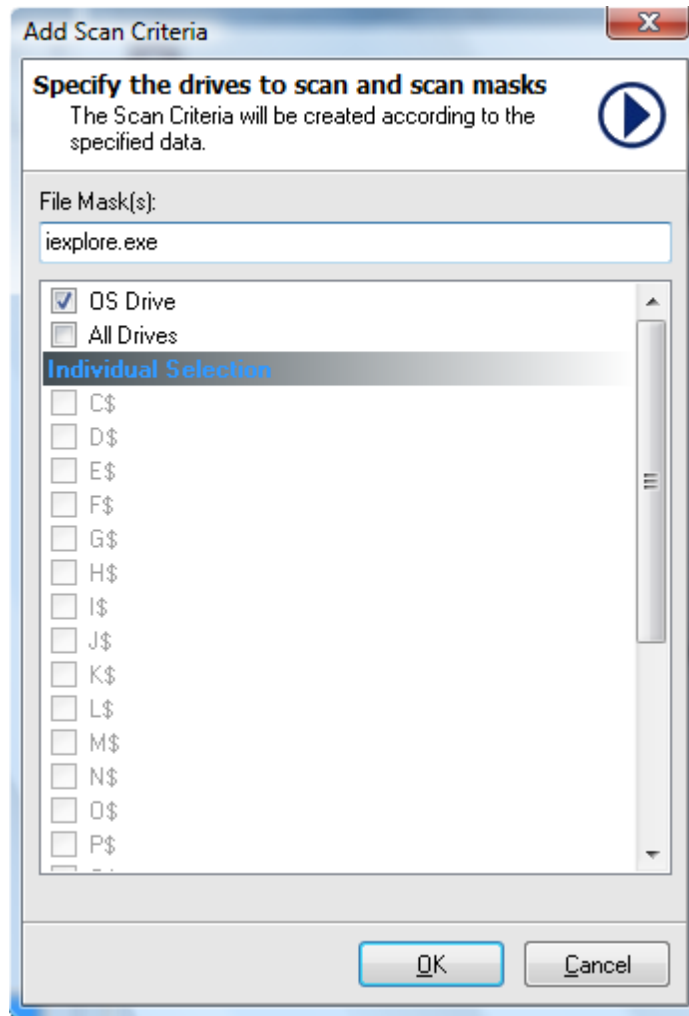 Add Scan Criteria
Specify the drives to scan and scan masks
The Scan Criteria will be created according to the
specified data.
File Mask(s):
iexplore.exe
OS Drive
All Drives
Individual Selection
C$
D$
E$
F$
G$
H$
I$
J$
K$
L$
M$
N$
O$
P$
OK
Cancel